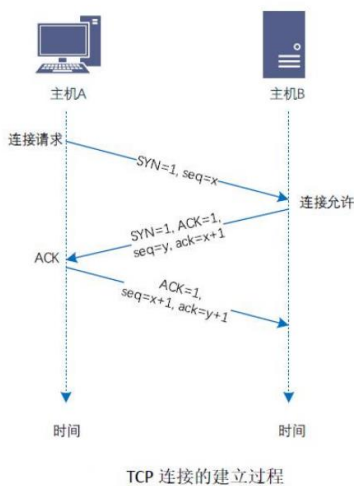 主机A
主机B
连接请求
SYN=1, seq=x
连接允许
SYN=1, ACK=1,
seq=y, ack=x+1
ACK
ACK=1,
seq=x+1, ack=y+1
时间
时间
TCP 连接的建立过程